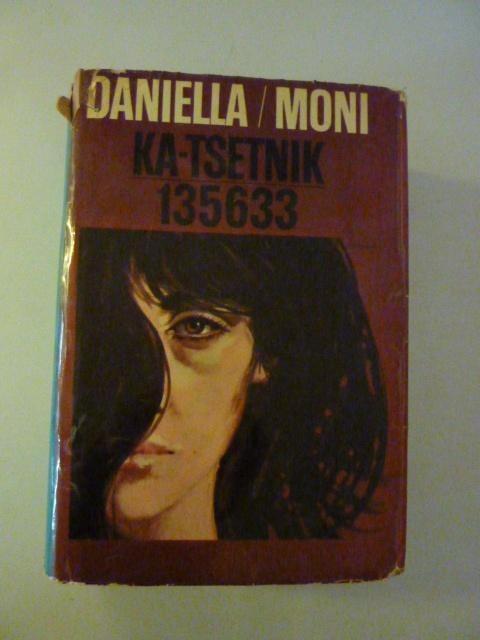 DANIELLA / MONI
KA-TSETNIK
135633